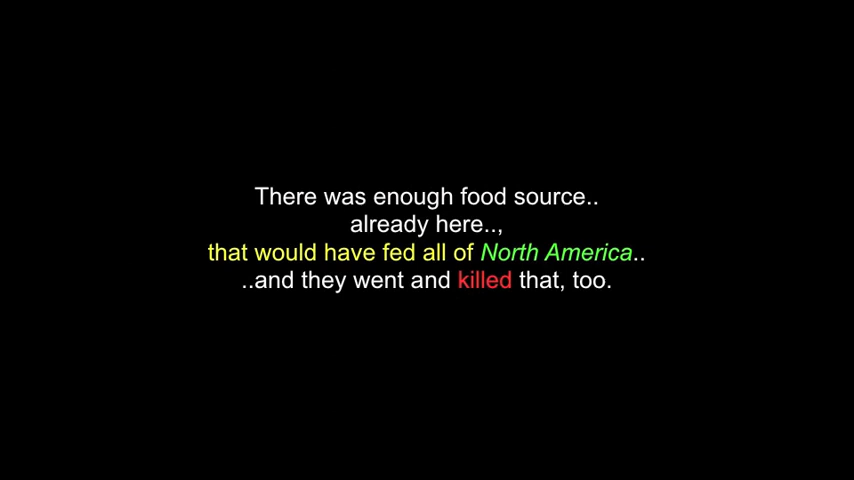 There was enough food source..
already here..,
that would have fed all of North America..
..and they went and killed that, too.